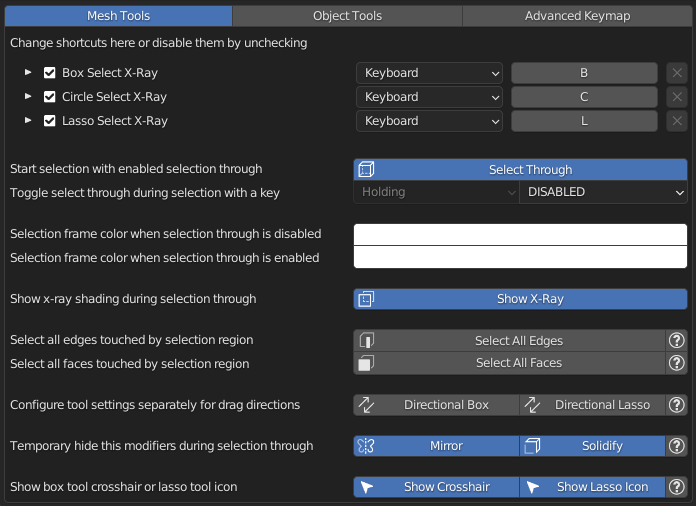 Mesh Tools Object Tools Advanced Keymap
Change shortcuts here or disable them by unchecking
Box Select X-Ray Keyboard B
Circle Select X-Ray Keyboard C
Lasso Select X-Ray Keyboard L
Start selection with enabled selection through Select Through
Toggle select through during selection with a key Holding DISABLED
Selection frame color when selection through is disabled
Selection frame color when selection through is enabled
Show x-ray shading during selection through Show X-Ray
Select all edges touched by selection region Select All Edges ?
Select all faces touched by selection region Select All Faces ?
Configure tool settings separately for drag directions Directional Box Directional Lasso ?
Temporary hide this modifiers during selection through Mirror Solidify ?
Show box tool crosshair or lasso tool icon Show Crosshair Show Lasso Icon ?